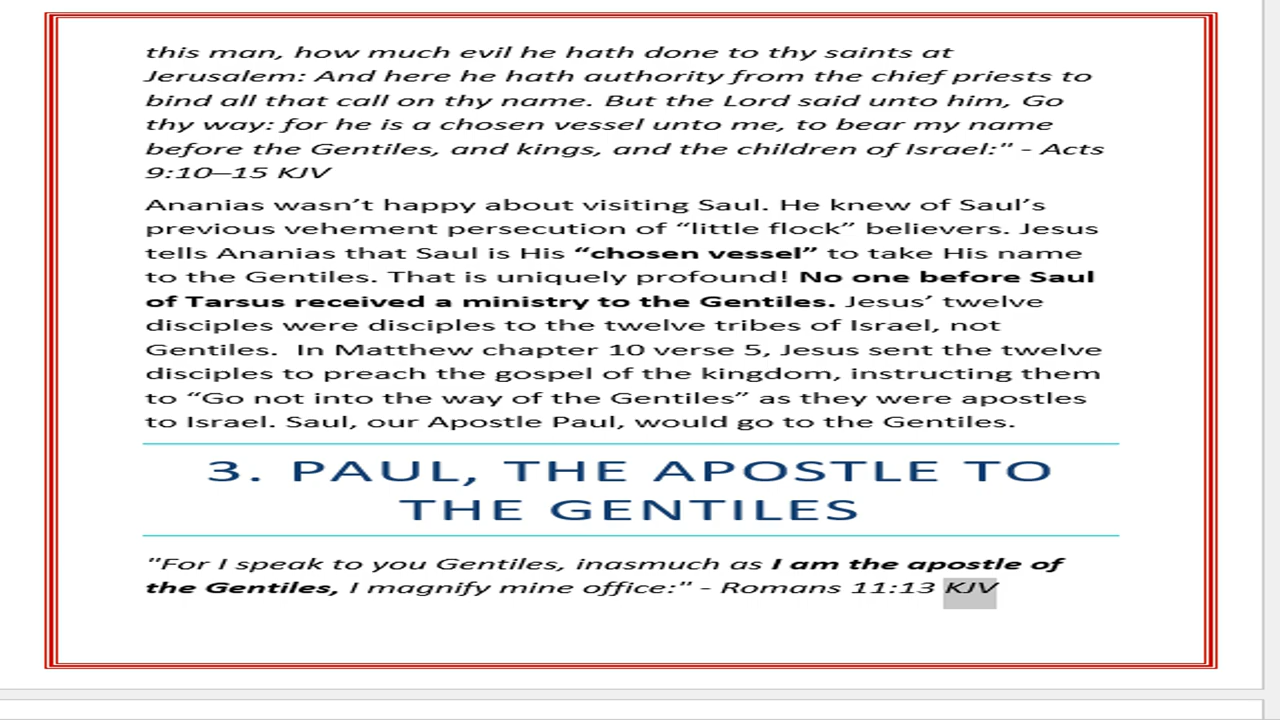 this man, how much evil he hath done to thy saints at
Jerusalem: And here he hath authority from the chief priests to
bind all that call on thy name. But the Lord said unto him, Go
thy way: for he is a chosen vessel unto me, to bear my name
before the Gentiles, and kings, and the children of Israel:" - Acts
9:10–15 KJV
Ananias wasn’t happy about visiting Saul. He knew of Saul’s
previous vehement persecution of “little flock” believers. Jesus
tells Ananias that Saul is His “chosen vessel” to take His name
to the Gentiles. That is uniquely profound! No one before Saul
of Tarsus received a ministry to the Gentiles. Jesus’ twelve
disciples were disciples to the twelve tribes of Israel, not
Gentiles.  In Matthew chapter 10 verse 5, Jesus sent the twelve
disciples to preach the gospel of the kingdom, instructing them
to “Go not into the way of the Gentiles” as they were apostles
to Israel. Saul, our Apostle Paul, would go to the Gentiles.
3. PAUL, THE APOSTLE TO
THE GENTILES
"For I speak to you Gentiles, inasmuch as I am the apostle of
the Gentiles, I magnify mine office:" - Romans 11:13 KJV